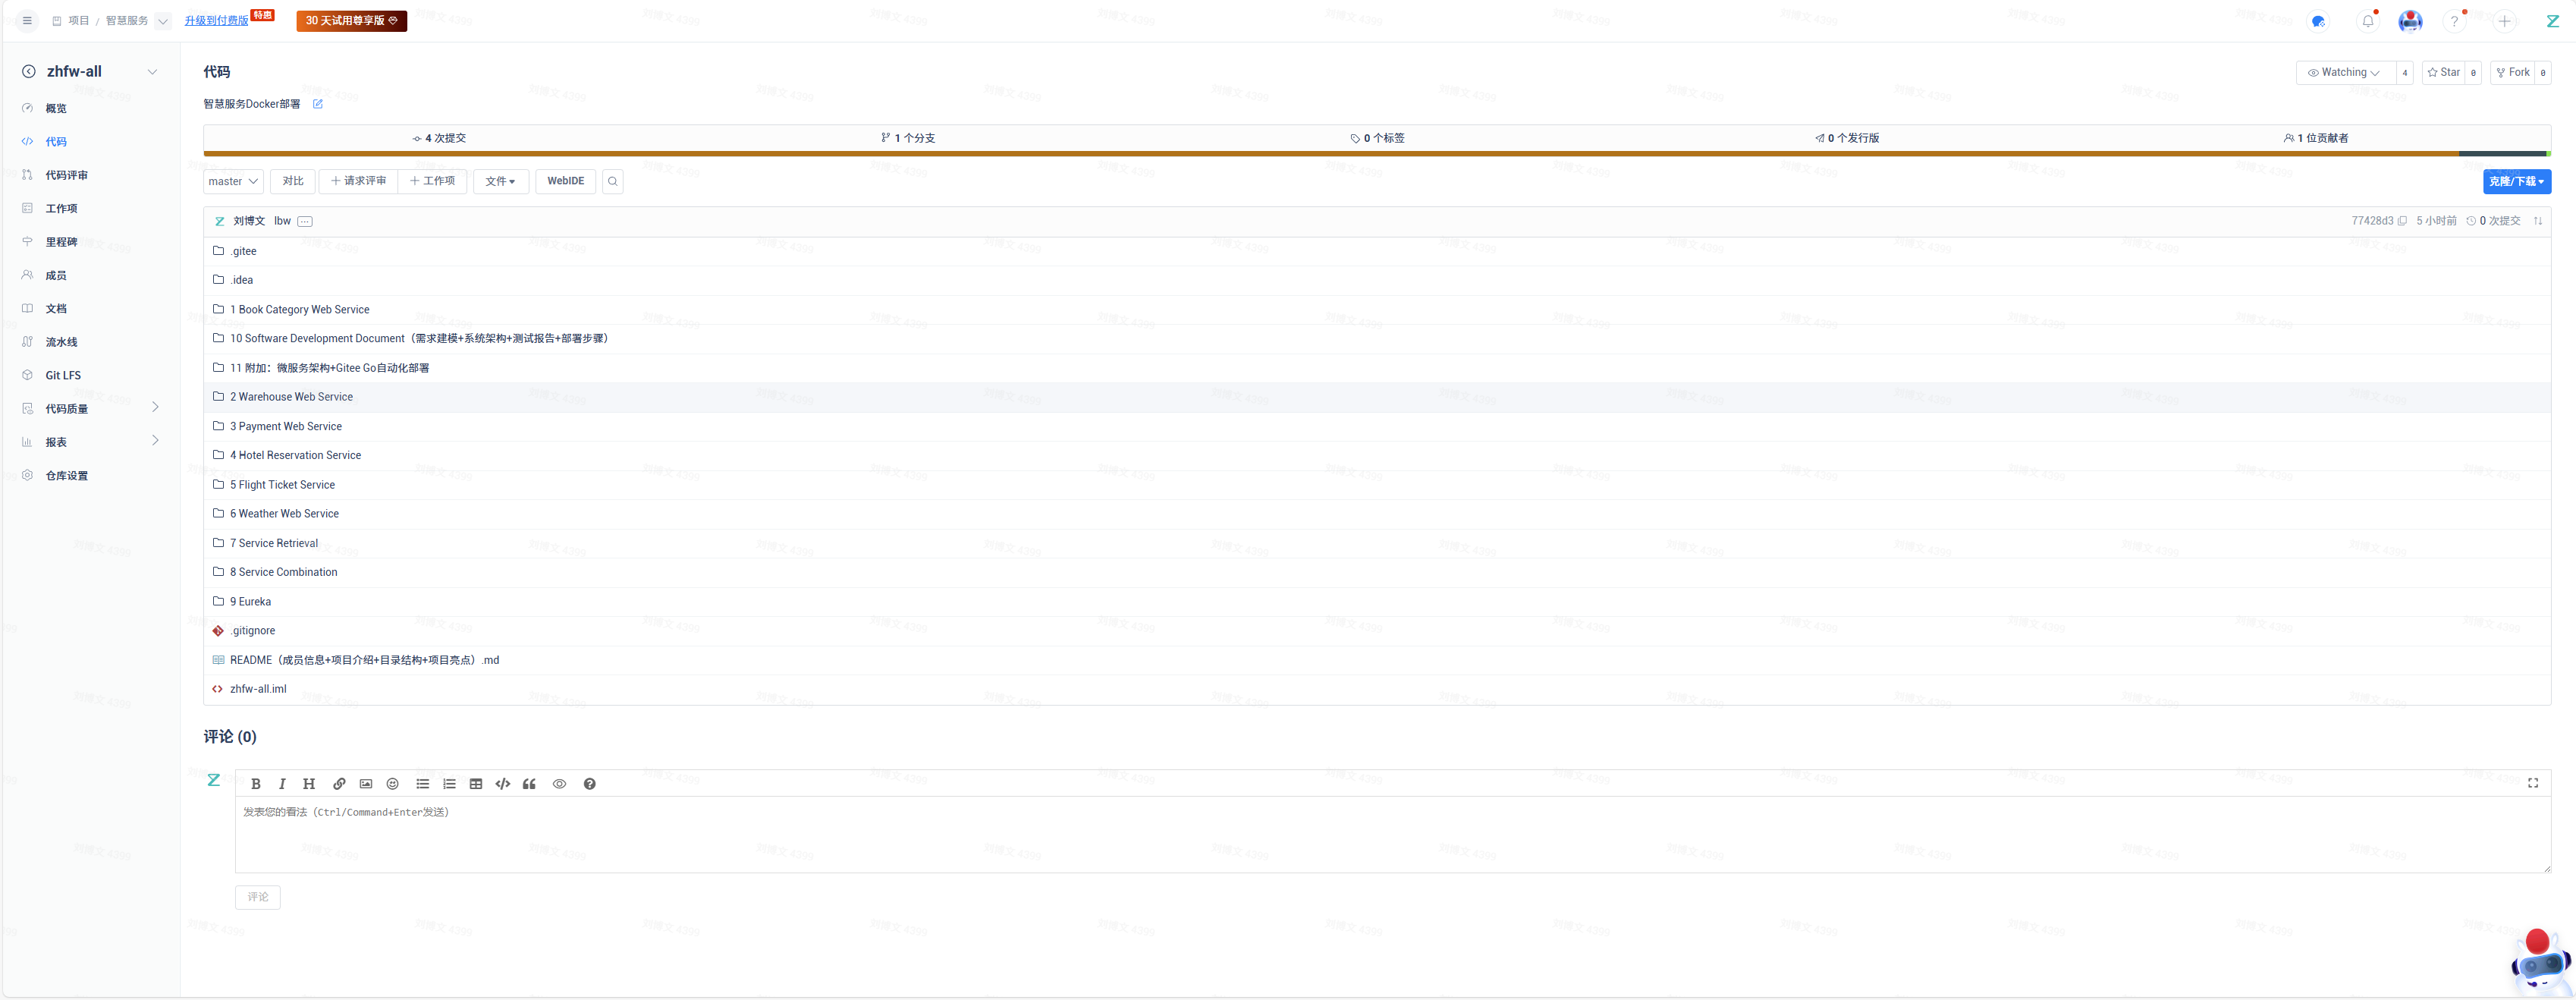 项目 / 智慧服务 升级到付费版 特惠 30 天试用尊享版
zhfw-all
概览
代码
代码评审
工作项
里程碑
成员
文档
流水线
Git LFS
代码质量
报表
仓库设置
代码
Watching 4 Star 0 Fork 0
智慧服务Docker部署
4 次提交 1 个分支 0 个标签 0 个发行版 1 位贡献者
master 对比 + 请求评审 + 工作项 文件 WebIDE 克隆/下载
刘博文 lbw 77428d3 5 小时前 0 次提交
.gitee
.idea
1 Book Category Web Service
10 Software Development Document（需求建模+系统架构+测试报告+部署步骤）
11 附加：微服务架构+Gitee Go自动化部署
2 Warehouse Web Service
3 Payment Web Service
4 Hotel Reservation Service
5 Flight Ticket Service
6 Weather Web Service
7 Service Retrieval
8 Service Combination
9 Eureka
.gitignore
README（成员信息+项目介绍+目录结构+项目亮点）.md
zhfw-all.iml
评论 (0)
B I H
发表您的看法（Ctrl/Command+Enter发送）
评论
刘博文 4399